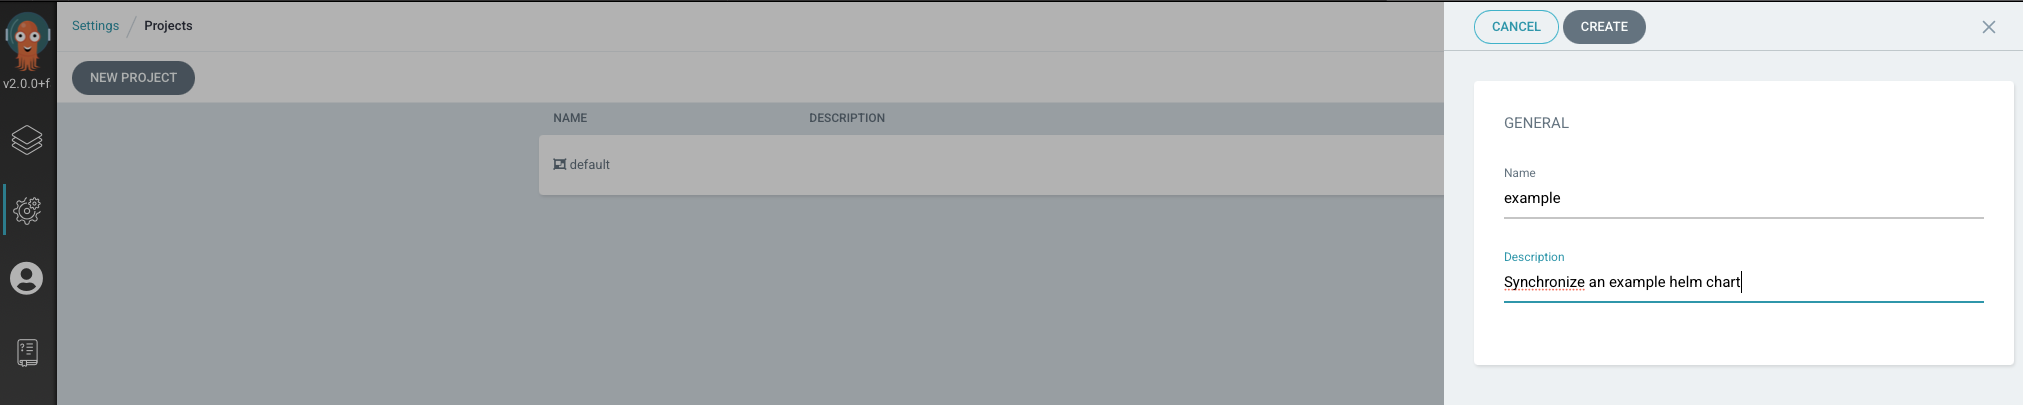 v2.0.0+f
Settings / Projects
NEW PROJECT
NAME DESCRIPTION
default
CANCEL CREATE
GENERAL
Name
example
Description
Synchronize an example helm chart